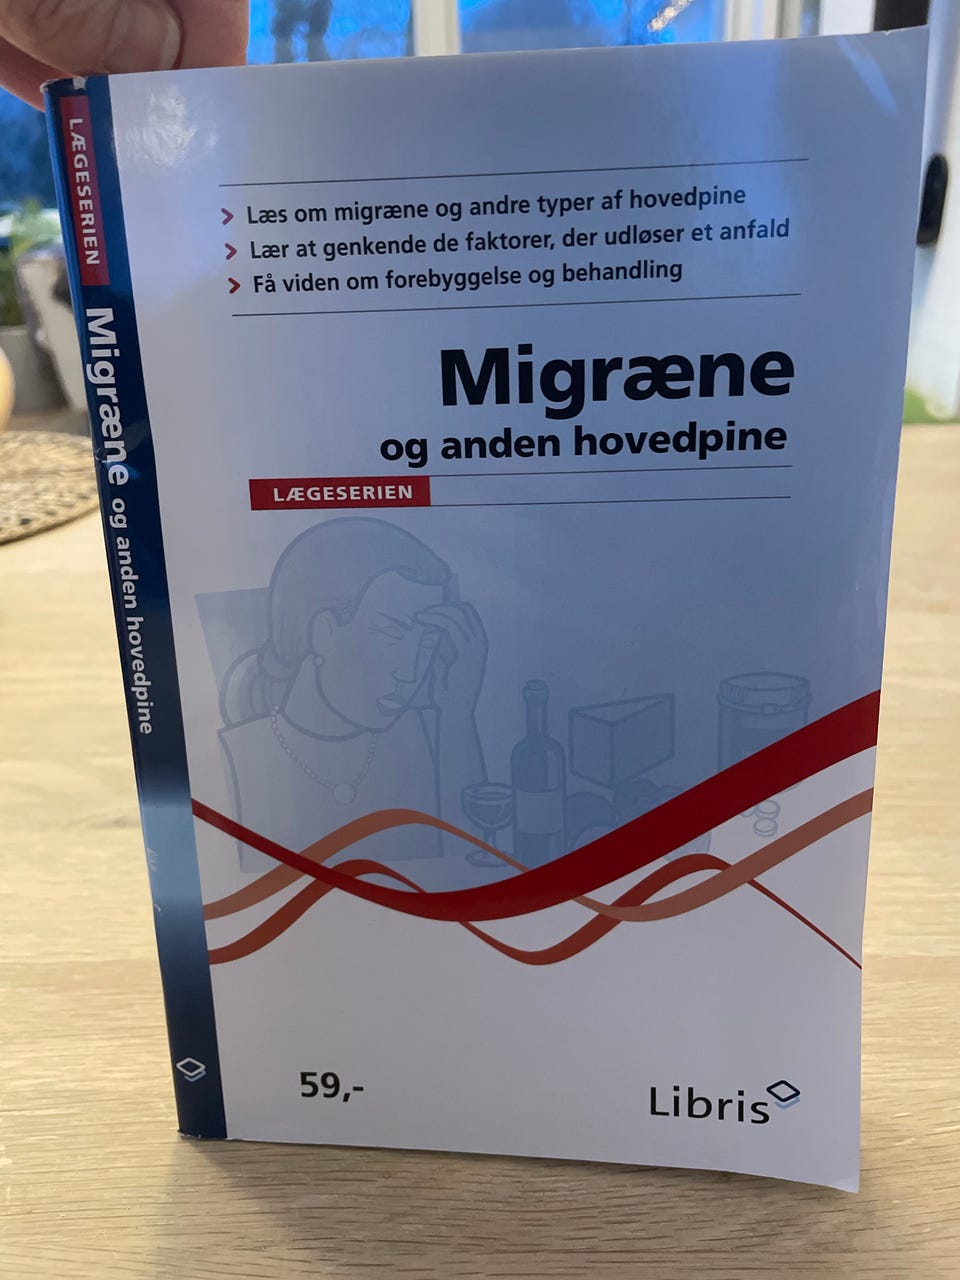 LÆGESERIEN
Migræne og anden hovedpine
Læs om migræne og andre typer af hovedpine
Lær at genkende de faktorer, der udløser et anfald
Få viden om forebyggelse og behandling
Migræne
og anden hovedpine
LÆGESERIEN
59,-
Libris